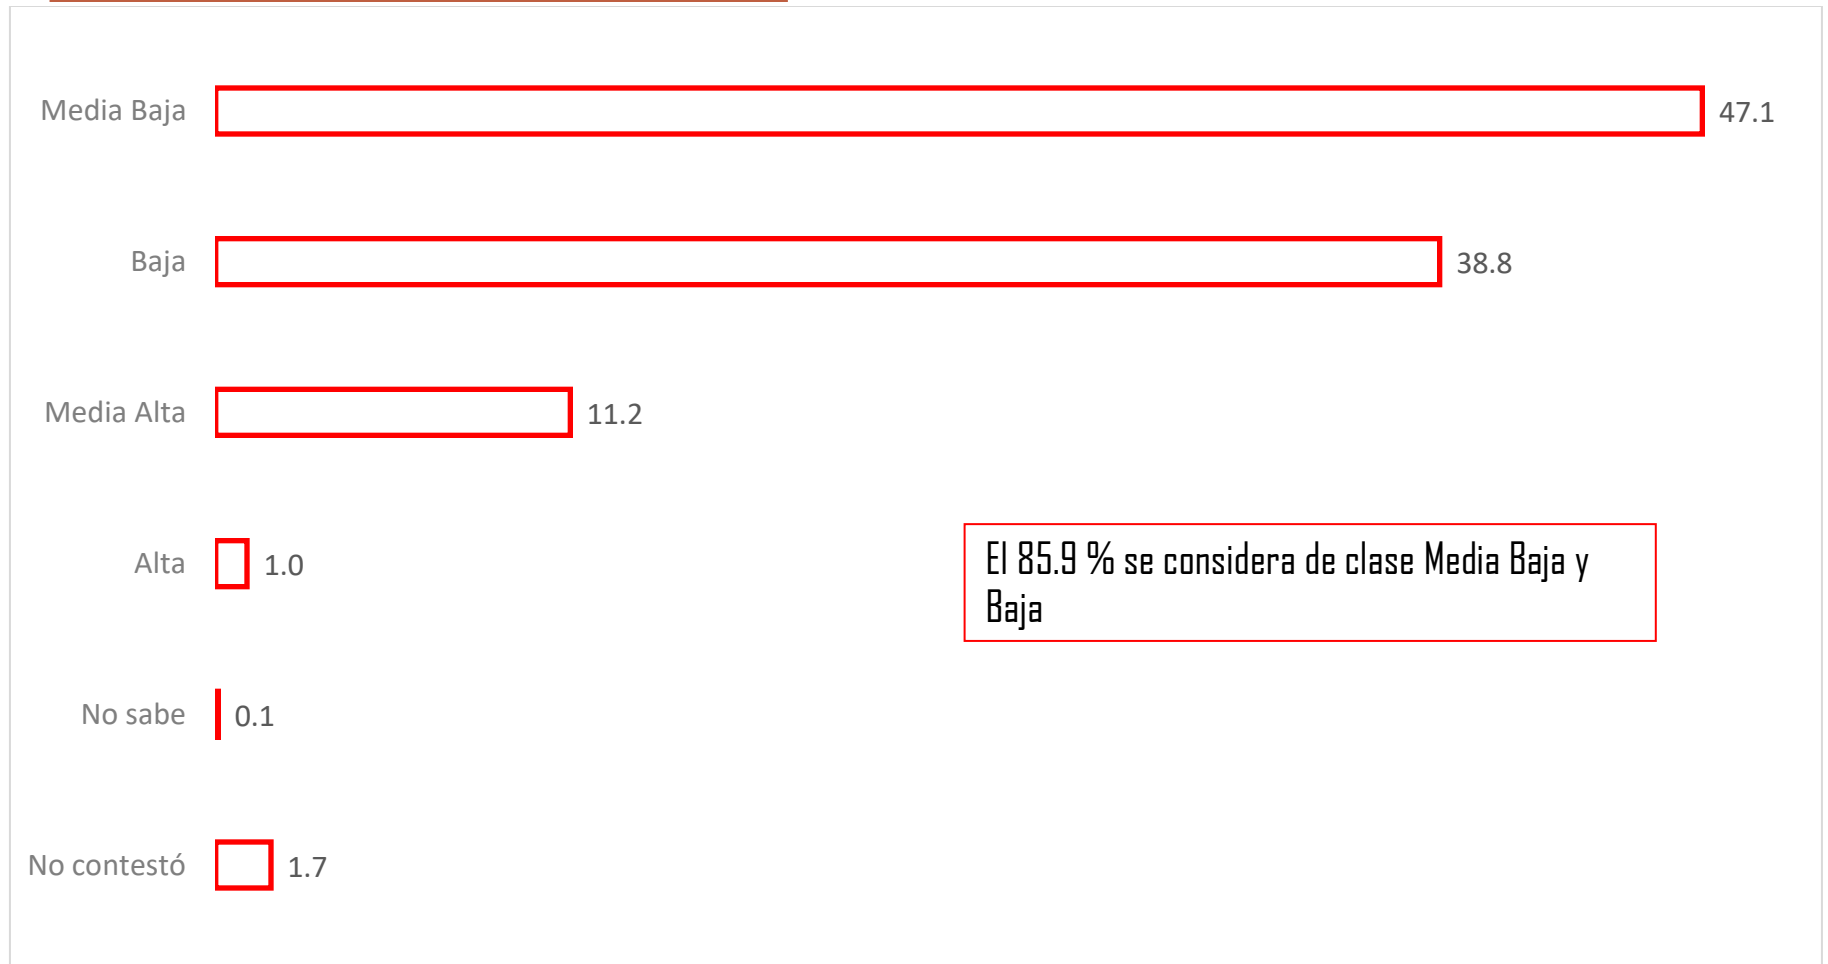 Media Baja 47.1
Baja 38.8
Media Alta 11.2
Alta 1.0
El 85.9 % se considera de clase Media Baja y
Baja
No sabe 0.1
No contestó 1.7